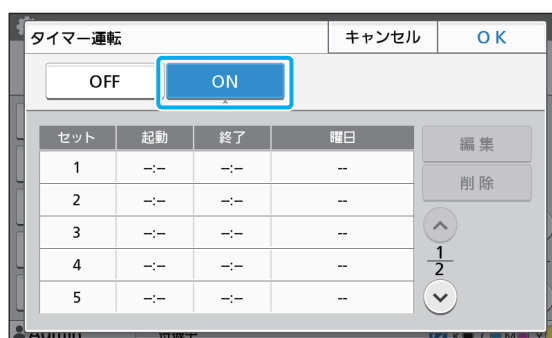 タイマー運転 キャンセル OK
OFF ON
セット 起動 終了 曜日
編集
1 --:-- --:-- --
削除
2 --:-- --:-- --
3 --:-- --:-- --
4 --:-- --:-- --
1
2
5 --:-- --:-- --
Admin